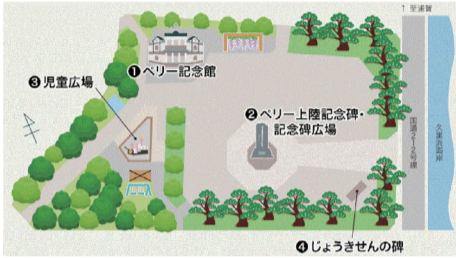 ↑ 至浦賀
❶ペリー記念館
❸児童広場
❷ペリー上陸記念碑・
記念碑広場
国道212号線
久里浜海岸
❹じょうきせんの碑